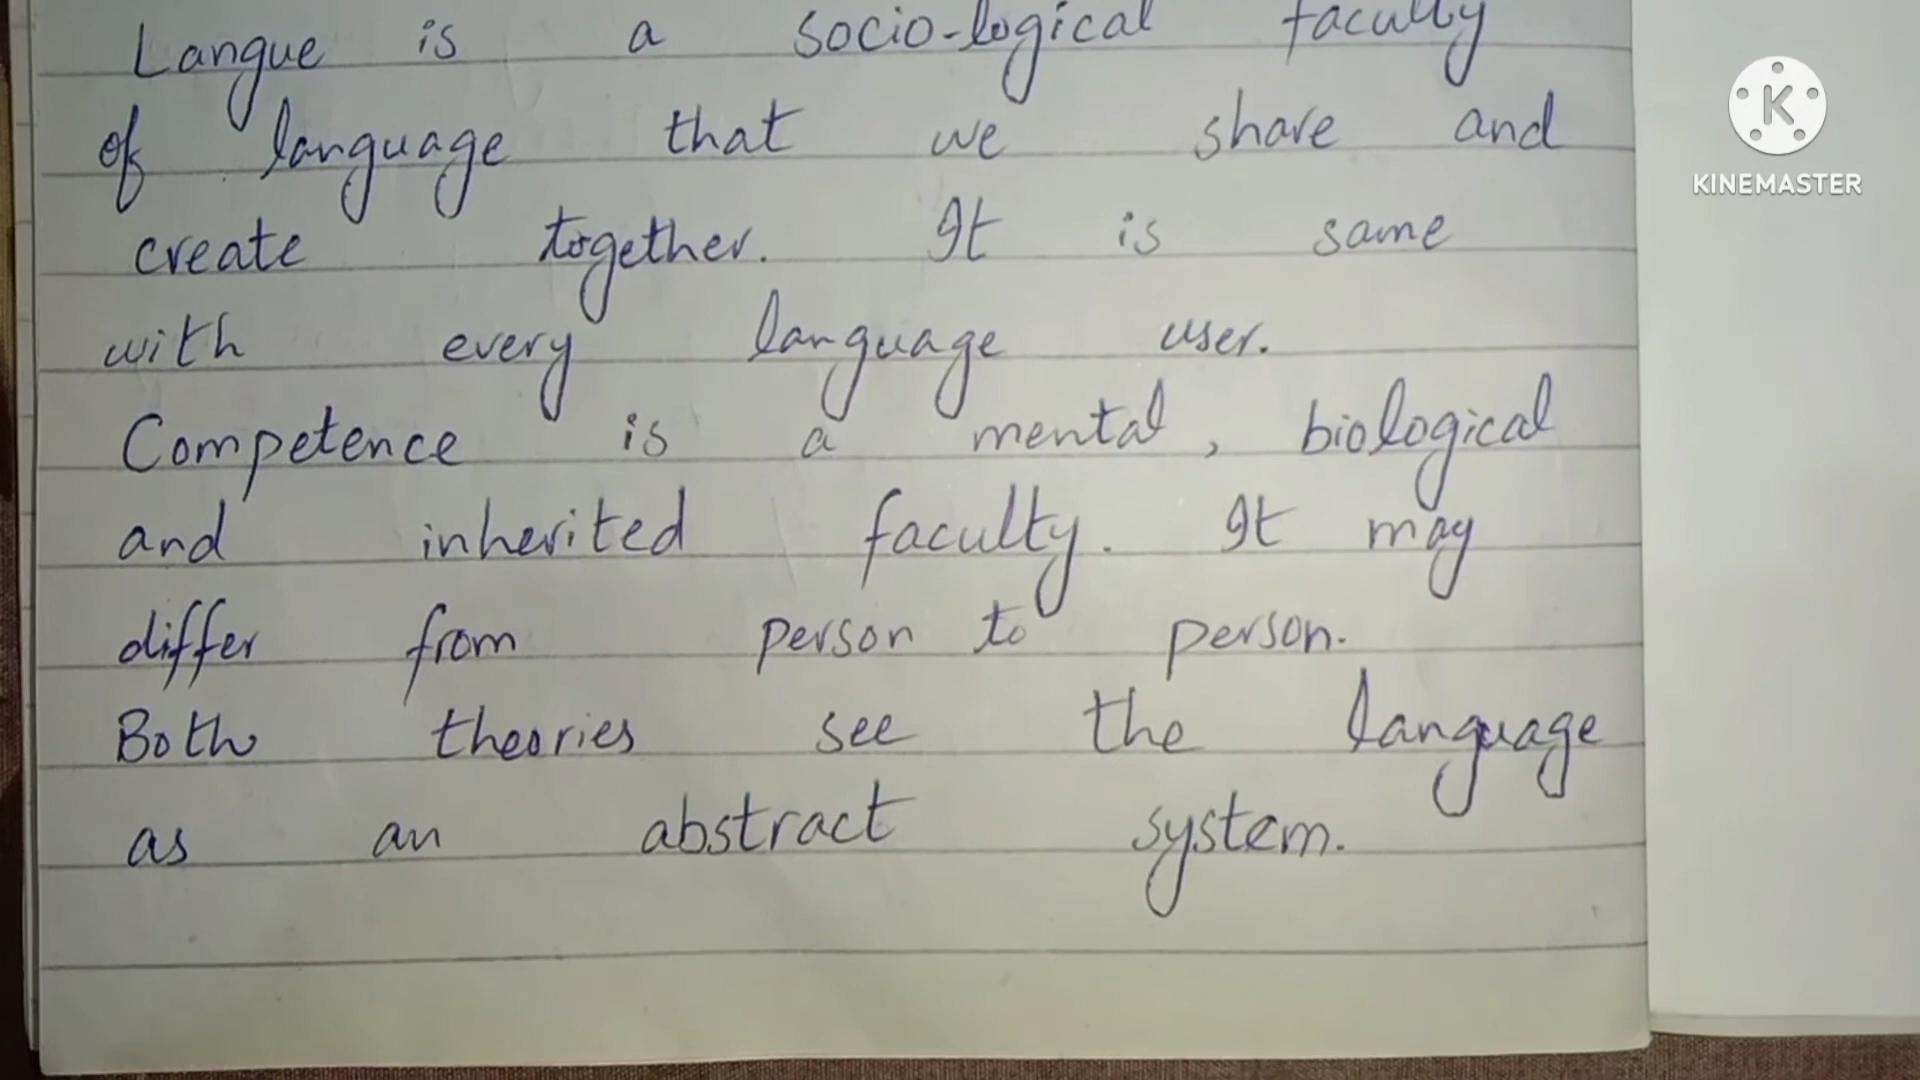 Langue is a socio-logical faculty
of language that we share and
create together. It is same
with every language user.
Competence is a mental, biological
and inherited faculty. It may
differ from person to person.
Both theories see the language
as an abstract system.
K
KINEMASTER